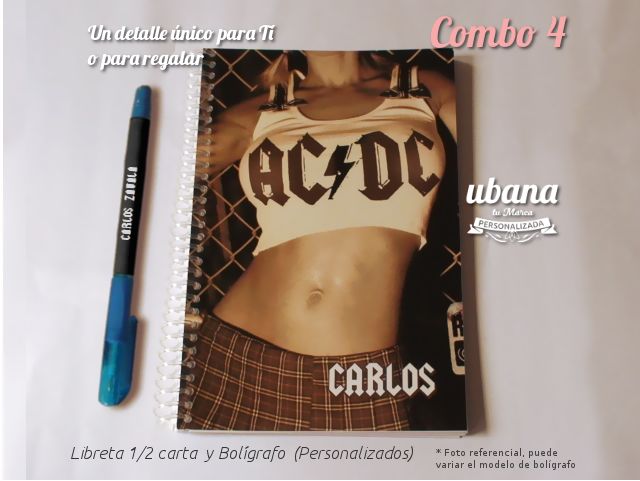 Un detalle único para Tí
o para regalar
Combo 4
CARLOS ZAVALA
AC DC
ubana
tu Marca
PERSONALIZADA
CARLOS
Libreta 1/2 carta y Bolígrafo (Personalizados)
* Foto referencial, puede
variar el modelo de bolígrafo